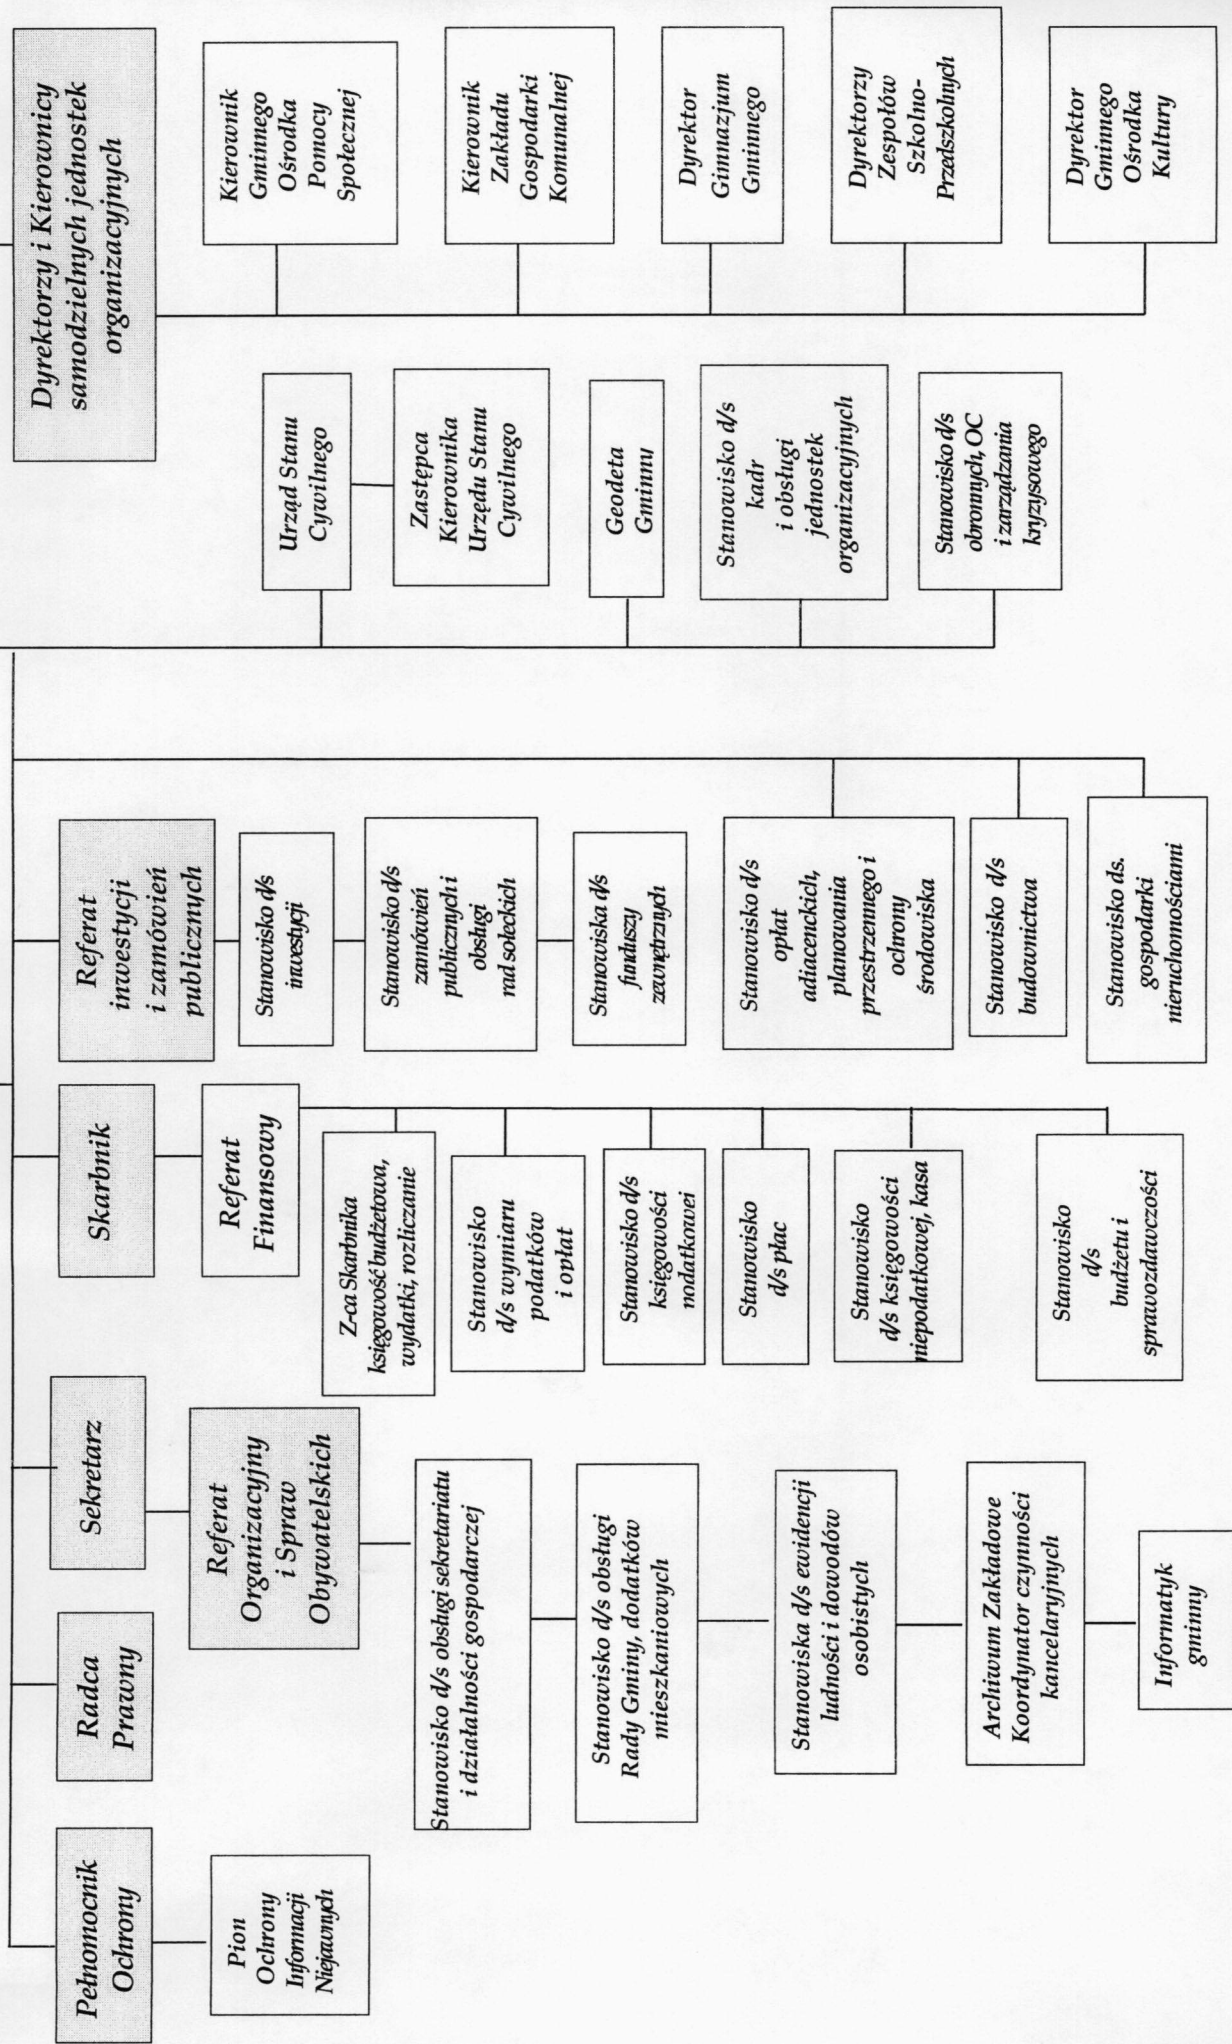 Pełnomocnik
Ochrony
Pion
Ochrony
Informacji
Niejawnych
Radca
Prawny
Sekretarz
Referat
Organizacyjny
i Spraw
Obywatelskich
Stanowisko d/s obsługi sekretariatu
i działalności gospodarczej
Stanowisko d/s obsługi
Rady Gminy, dodatków
mieszkaniowych
Stanowiska d/s ewidencji
ludności i dowodów
osobistych
Archiwum Zakładowe
Koordynator czynności
kancelaryjnych
Informatyk
gminny
Skarbnik
Referat
Finansowy
Z-ca Skarbnika
księgowość budżetowa,
wydatki, rozliczanie
Stanowisko
d/s wymiaru
podatków
i opłat
Stanowisko d/s
księgowości
nodatkowei
Stanowisko
d/s płac
Stanowisko
d/s księgowości
niepodatkowej, kasa
Stanowisko
d/s
budżetu i
sprawozdawczości
Referat
inwestycji
i zamówień
publicznych
Stanowisko d/s
inwestycji
Stanowisko d/s
zamówień
publicznych i
obsługi
rad sołeckich
Stanowiska d/s
funduszy
zewnętrznych
Stanowisko d/s
opłat
adiacenckich,
planowania
przestrzennego i
ochrony
środowiska
Stanowisko d/s
budownictwa
Stanowisko ds.
gospodarki
nieruchomościami
Urząd Stanu
Cywilnego
Zastępca
Kierownika
Urzędu Stanu
Cywilnego
Geodeta
Gminny
Stanowisko d/s
kadr
i obsługi
jednostek
organizacyjnych
Stanowisko d/s
obronnych, OC
i zarządzania
kryzysowego
Dyrektorzy i Kierownicy
samodzielnych jednostek
organizacyjnych
Kierownik
Gminnego
Ośrodka
Pomocy
Społecznej
Kierownik
Zakładu
Gospodarki
Komunalnej
Dyrektor
Gimnazjum
Gminnego
Dyrektorzy
Zespołów
Szkolno-
Przedszkolnych
Dyrektor
Gminnego
Ośrodka
Kultury